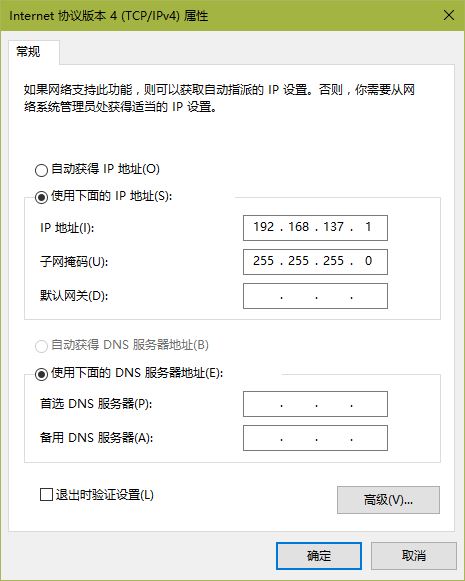 Internet 协议版本 4 (TCP/IPv4) 属性
常规
如果网络支持此功能，则可以获取自动指派的 IP 设置。否则，你需要从网
络系统管理员处获得适当的 IP 设置。
自动获得 IP 地址(O)
使用下面的 IP 地址(S):
IP 地址(I): 192 . 168 . 137 . 1
子网掩码(U): 255 . 255 . 255 . 0
默认网关(D): . . .
自动获得 DNS 服务器地址(B)
使用下面的 DNS 服务器地址(E):
首选 DNS 服务器(P): . . .
备用 DNS 服务器(A): . . .
退出时验证设置(L)
高级(V)...
确定 取消